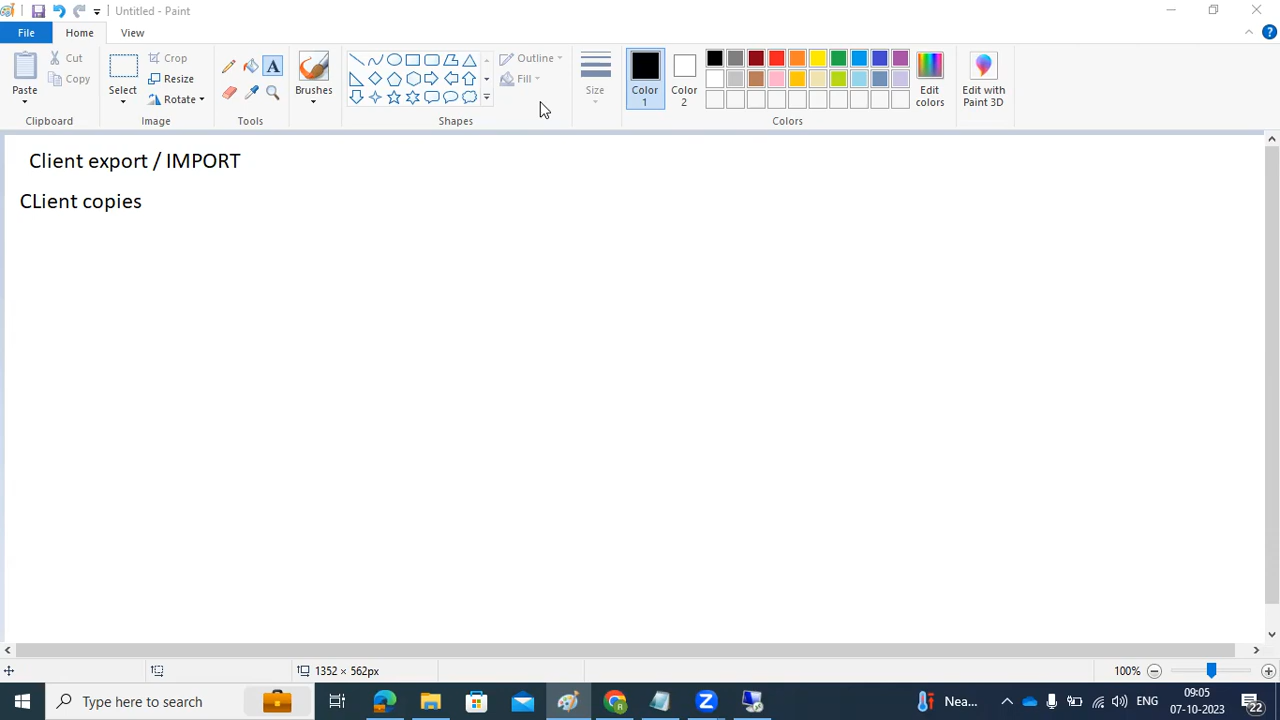 Untitled - Paint
File
Home
View
Paste
Cut
Copy
Clipboard
Select
Crop
Resize
Rotate
Image
A
Tools
Brushes
Shapes
Outline
Fill
Size
Color 1
Color 2
Colors
Edit colors
Edit with Paint 3D
Client export / IMPORT
CLient copies
1352 × 562px
100%
Type here to search
Nea...
ENG
09:05
07-10-2023
22